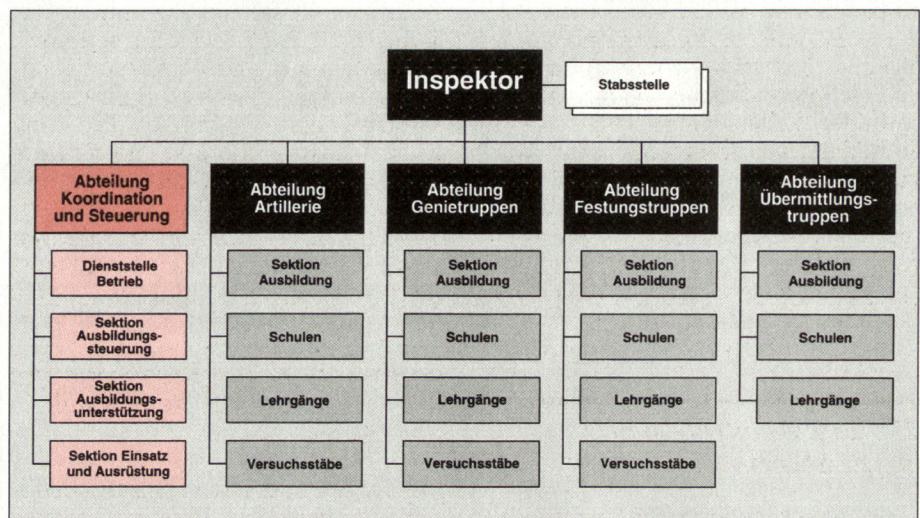 Inspektor
Stabsstelle
Abteilung
Koordination
und Steuerung
Dienststelle
Betrieb
Sektion
Ausbildungs-
steuerung
Sektion
Ausbildungs-
unterstützung
Sektion Einsatz
und Ausrüstung
Abteilung
Artillerie
Sektion
Ausbildung
Schulen
Lehrgänge
Versuchsstäbe
Abteilung
Genietruppen
Sektion
Ausbildung
Schulen
Lehrgänge
Versuchsstäbe
Abteilung
Festungstruppen
Sektion
Ausbildung
Schulen
Lehrgänge
Versuchsstäbe
Abteilung
Übermittlungs-
truppen
Sektion
Ausbildung
Schulen
Lehrgänge